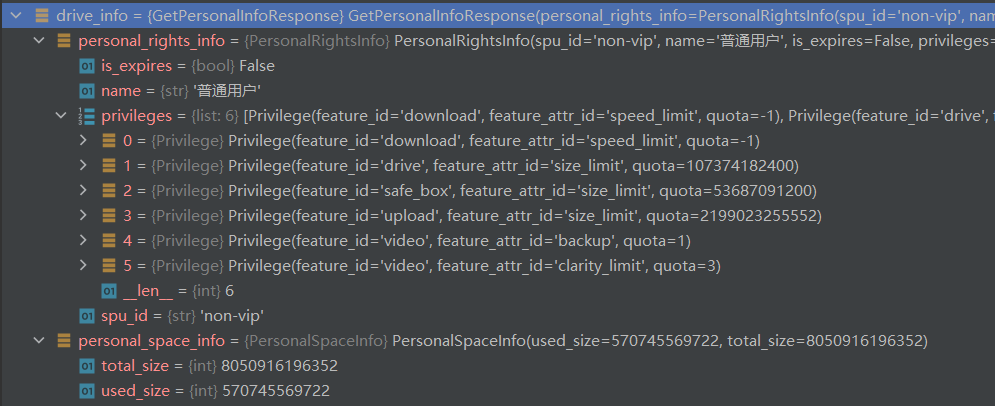 drive_info = {GetPersonalInfoResponse} GetPersonalInfoResponse(personal_rights_info=PersonalRightsInfo(spu_id='non-vip', nam
personal_rights_info = {PersonalRightsInfo} PersonalRightsInfo(spu_id='non-vip', name='普通用户', is_expires=False, privileges=
01 is_expires = {bool} False
01 name = {str} '普通用户'
privileges = {list: 6} [Privilege(feature_id='download', feature_attr_id='speed_limit', quota=-1), Privilege(feature_id='drive',
0 = {Privilege} Privilege(feature_id='download', feature_attr_id='speed_limit', quota=-1)
1 = {Privilege} Privilege(feature_id='drive', feature_attr_id='size_limit', quota=107374182400)
2 = {Privilege} Privilege(feature_id='safe_box', feature_attr_id='size_limit', quota=53687091200)
3 = {Privilege} Privilege(feature_id='upload', feature_attr_id='size_limit', quota=2199023255552)
4 = {Privilege} Privilege(feature_id='video', feature_attr_id='backup', quota=1)
5 = {Privilege} Privilege(feature_id='video', feature_attr_id='clarity_limit', quota=3)
01 __len__ = {int} 6
01 spu_id = {str} 'non-vip'
personal_space_info = {PersonalSpaceInfo} PersonalSpaceInfo(used_size=570745569722, total_size=8050916196352)
01 total_size = {int} 8050916196352
01 used_size = {int} 570745569722